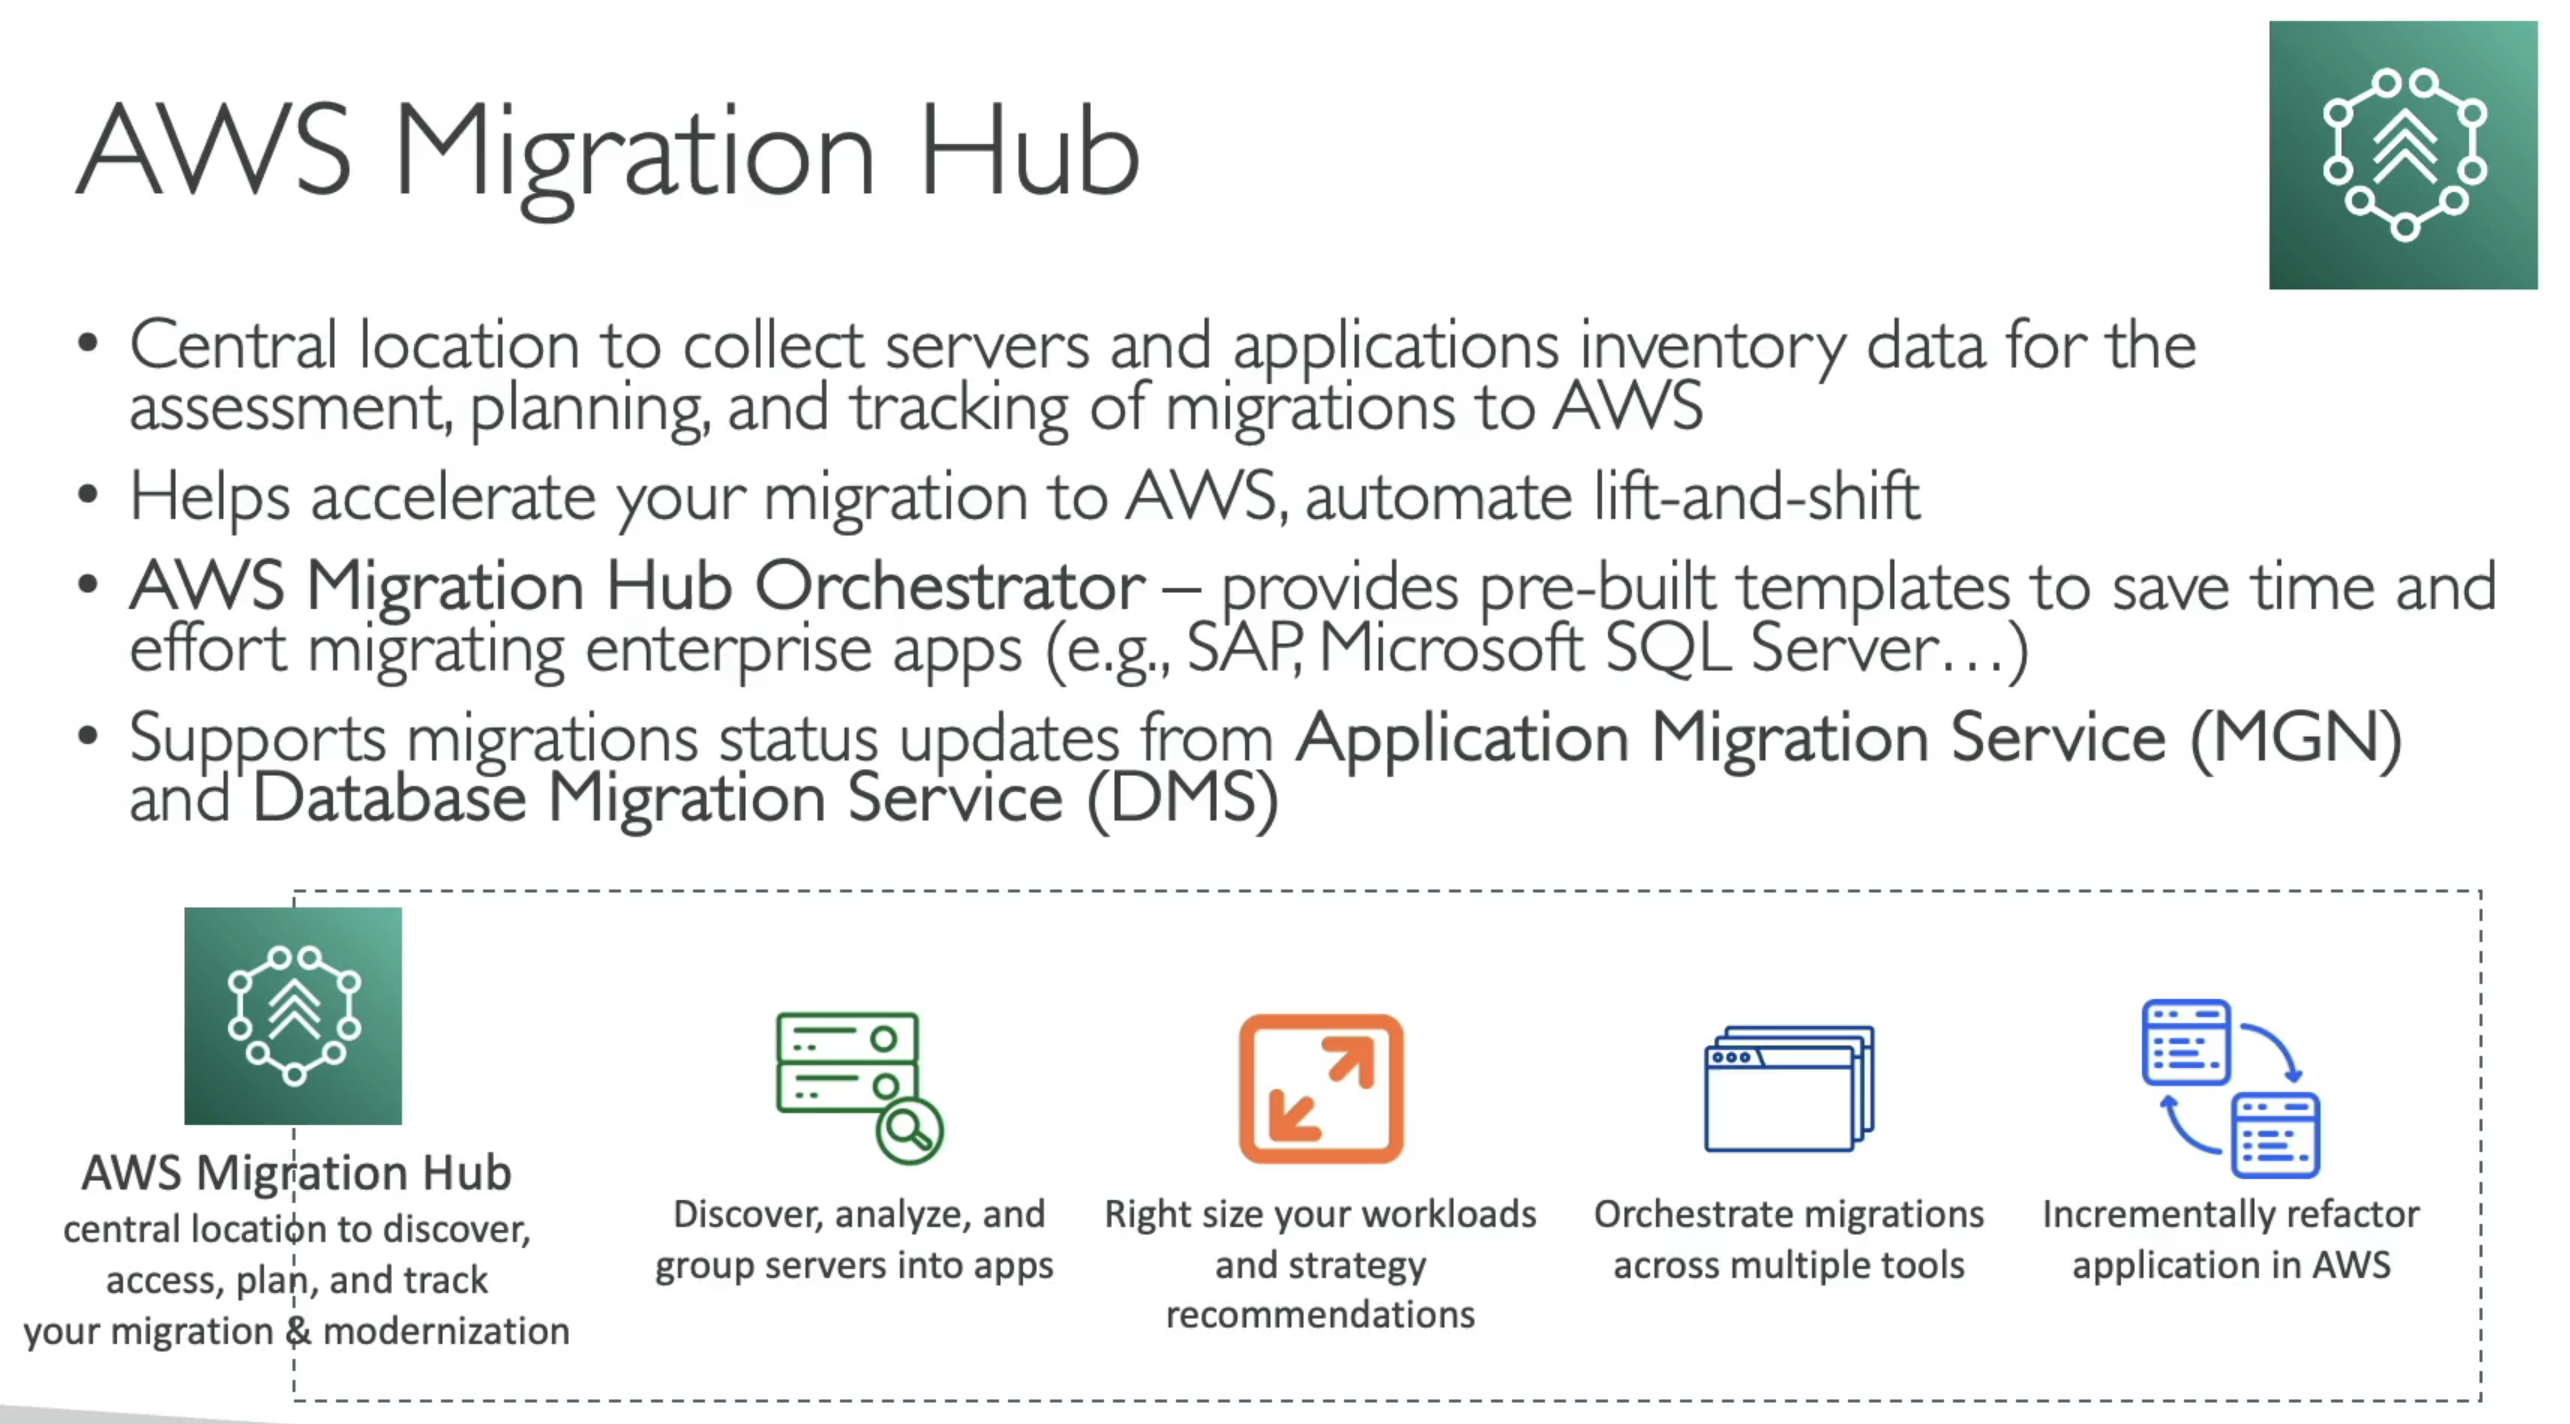 AWS Migration Hub
• Central location to collect servers and applications inventory data for the
assessment, planning, and tracking of migrations to AWS
• Helps accelerate your migration to AWS, automate lift-and-shift
• AWS Migration Hub Orchestrator – provides pre-built templates to save time and
effort migrating enterprise apps (e.g., SAP, Microsoft SQL Server…)
• Supports migrations status updates from Application Migration Service (MGN)
and Database Migration Service (DMS)
AWS Migration Hub
central location to discover,
access, plan, and track
your migration & modernization
Discover, analyze, and
group servers into apps
Right size your workloads
and strategy
recommendations
Orchestrate migrations
across multiple tools
Incrementally refactor
application in AWS